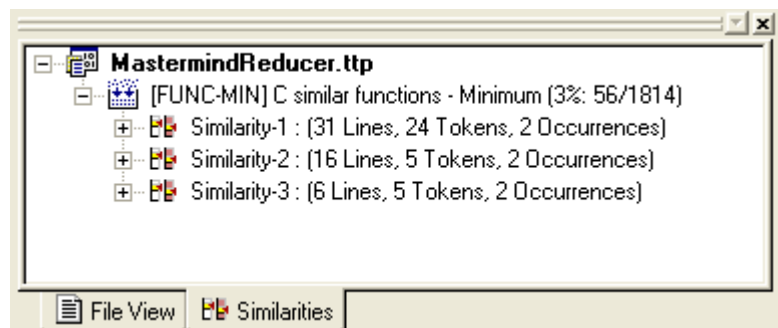 MastermindReducer.ttp
[FUNC-MIN] C similar functions - Minimum (3%: 56/1814)
Similarity-1 : (31 Lines, 24 Tokens, 2 Occurrences)
Similarity-2 : (16 Lines, 5 Tokens, 2 Occurrences)
Similarity-3 : (6 Lines, 5 Tokens, 2 Occurrences)
File View Similarities